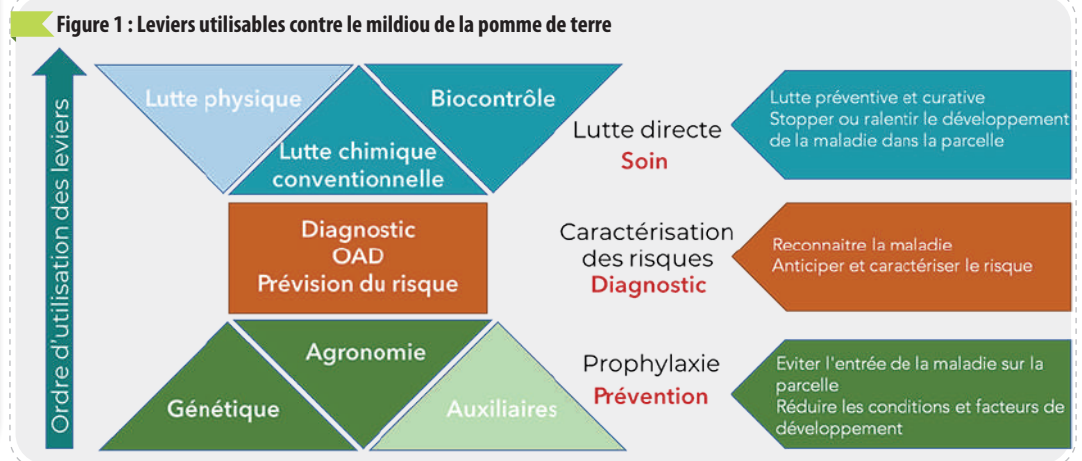 Figure 1 : Leviers utilisables contre le mildiou de la pomme de terre
Ordre d'utilisation des leviers
Lutte physique
Lutte chimique
conventionnelle
Biocontrôle
Lutte directe
Soin
Lutte préventive et curative
Stopper ou ralentir le développement
de la maladie dans la parcelle
Diagnostic
OAD
Prévision du risque
Caractérisation
des risques
Diagnostic
Reconnaitre la maladie
Anticiper et caractériser le risque
Génétique
Agronomie
Auxiliaires
Prophylaxie
Prévention
Eviter l'entrée de la maladie sur la
parcelle
Réduire les conditions et facteurs de
développement